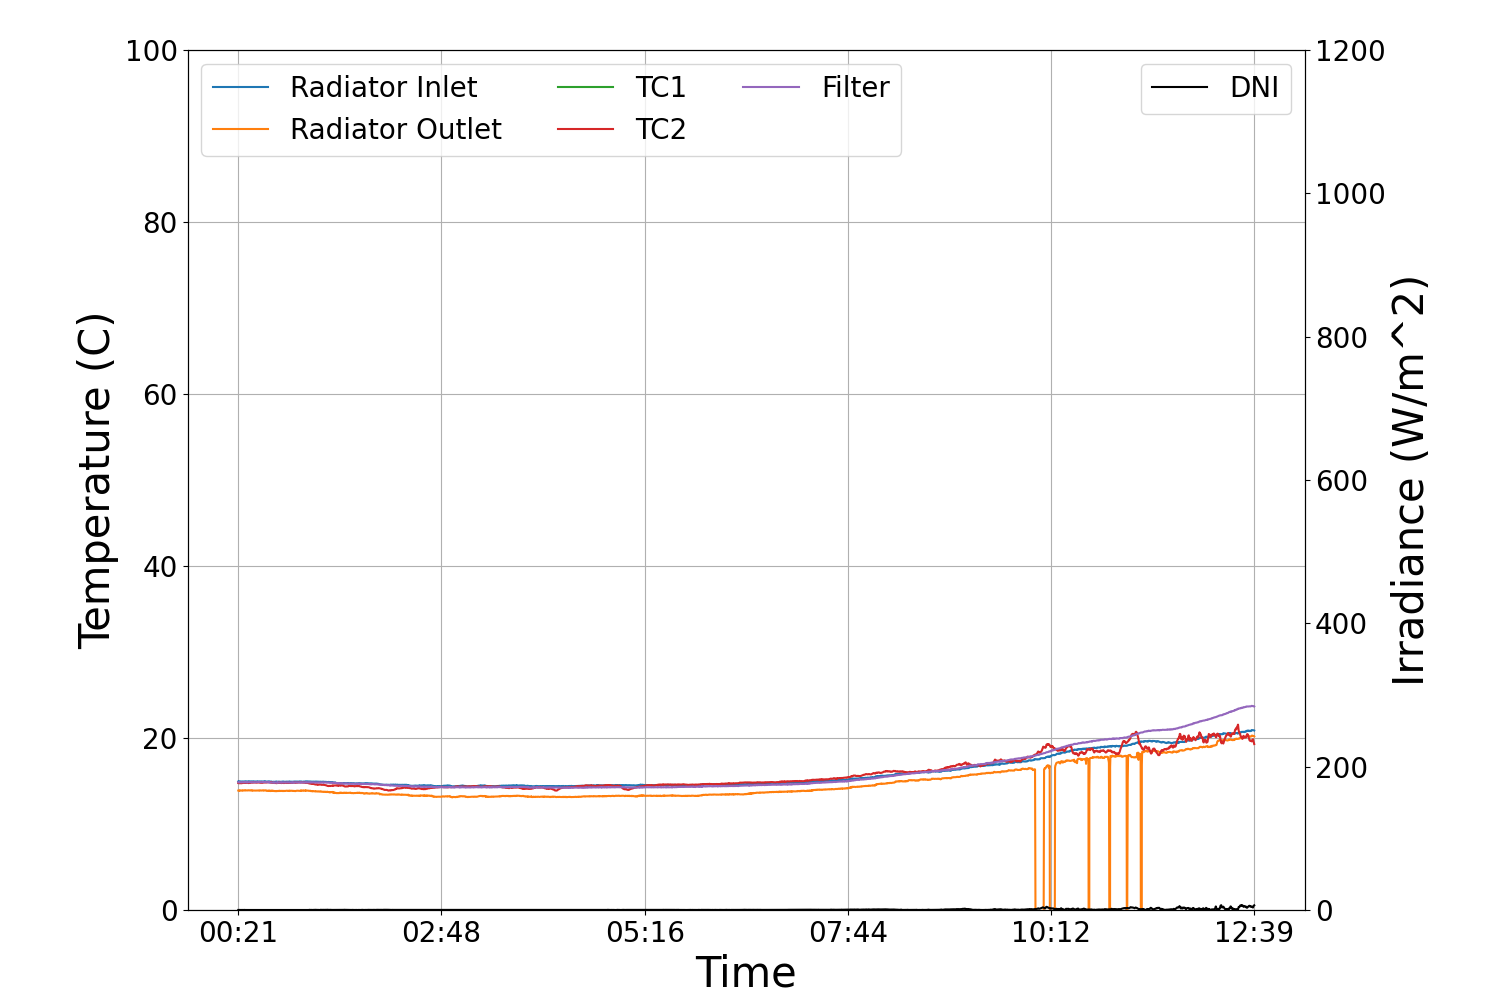 Radiator Inlet
Radiator Outlet
TC1
TC2
Filter
DNI
100
80
60
40
20
0
Temperature (C)
1200
1000
800
600
400
200
0
Irradiance (W/m^2)
00:21 02:48 05:16 07:44 10:12 12:39
Time